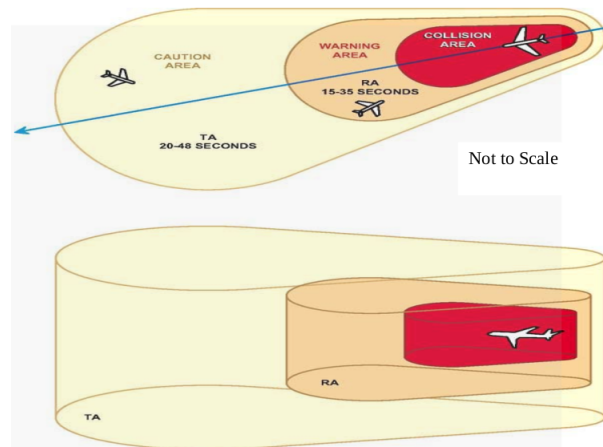 CAUTION
AREA
WARNING
AREA
COLLISION
AREA
RA
15-35 SECONDS
TA
20-48 SECONDS
Not to Scale
RA
TA